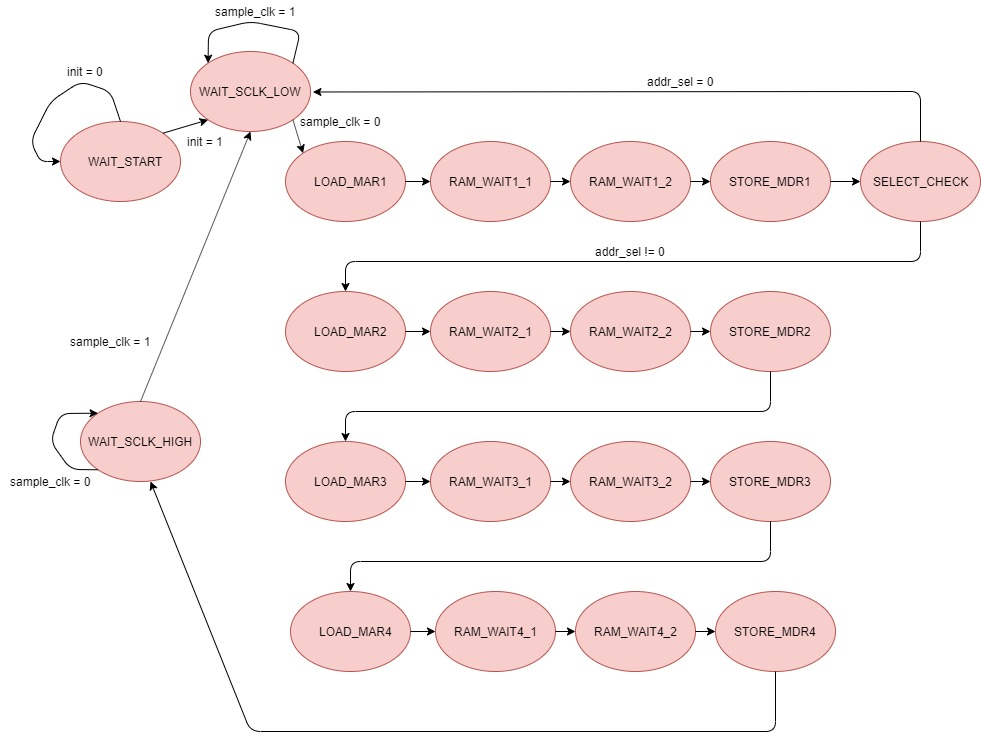 sample_clk = 1
init = 0
WAIT_SCLK_LOW
addr_sel = 0
sample_clk = 0
init = 1
WAIT_START
LOAD_MAR1
RAM_WAIT1_1
RAM_WAIT1_2
STORE_MDR1
SELECT_CHECK
addr_sel != 0
LOAD_MAR2
RAM_WAIT2_1
RAM_WAIT2_2
STORE_MDR2
sample_clk = 1
WAIT_SCLK_HIGH
sample_clk = 0
LOAD_MAR3
RAM_WAIT3_1
RAM_WAIT3_2
STORE_MDR3
LOAD_MAR4
RAM_WAIT4_1
RAM_WAIT4_2
STORE_MDR4